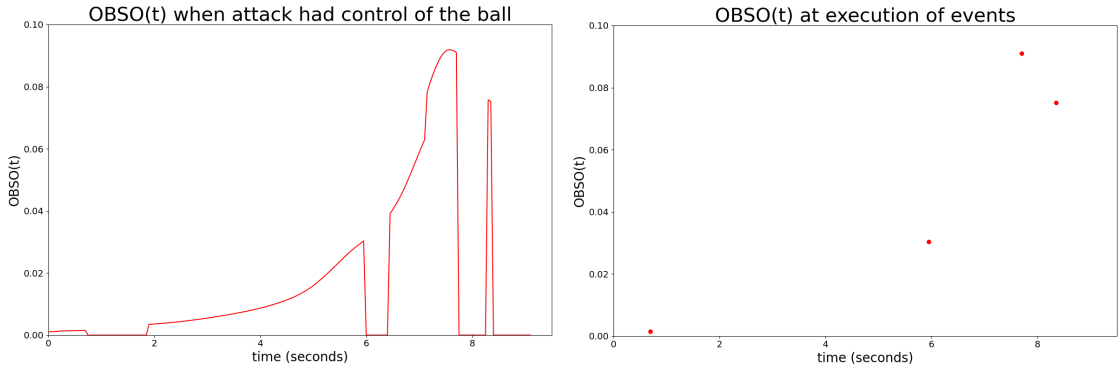 OBSO(t) when attack had control of the ball
OBSO(t)
0.10
0.08
0.06
0.04
0.02
0.00
0 2 4 6 8
time (seconds)
OBSO(t) at execution of events
OBSO(t)
0.10
0.08
0.06
0.04
0.02
0.00
0 2 4 6 8
time (seconds)